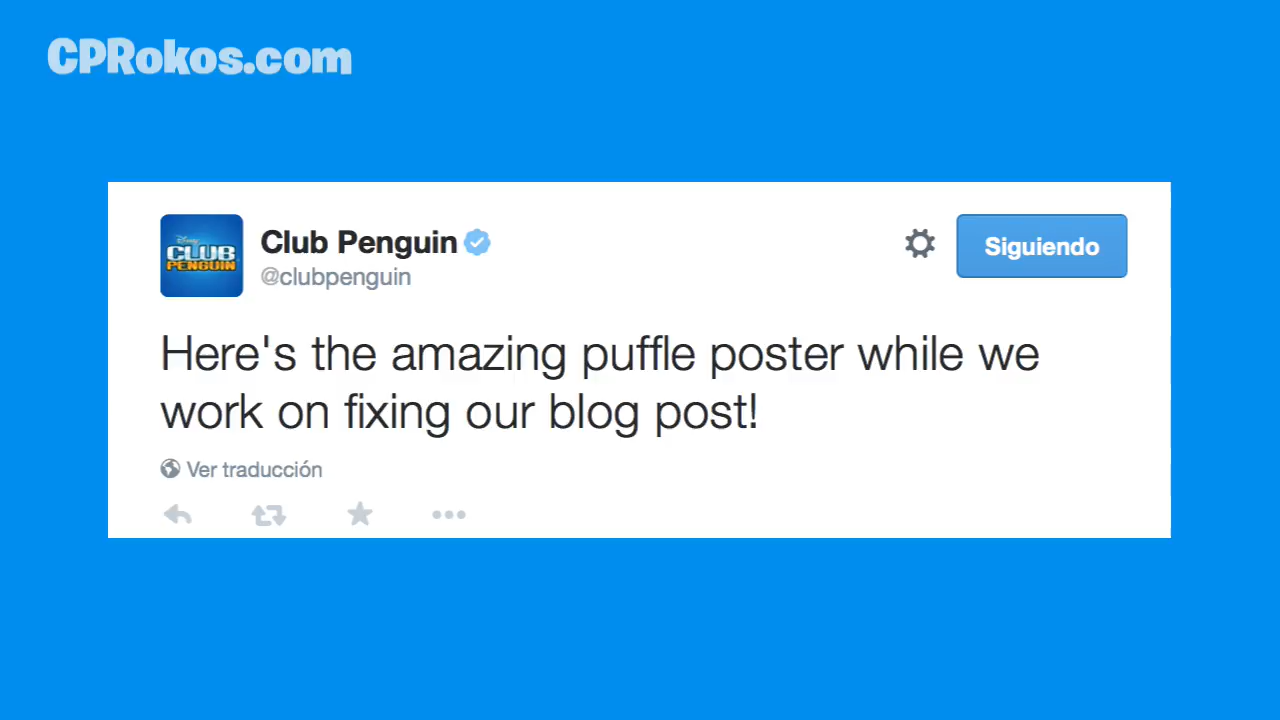 CPRokos.com
Disney
CLUB
PENGUIN
Club Penguin
@clubpenguin
Siguiendo
Here's the amazing puffle poster while we
work on fixing our blog post!
Ver traducción